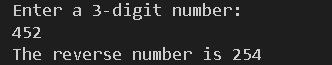 Enter a 3-digit number:
452
The reverse number is 254